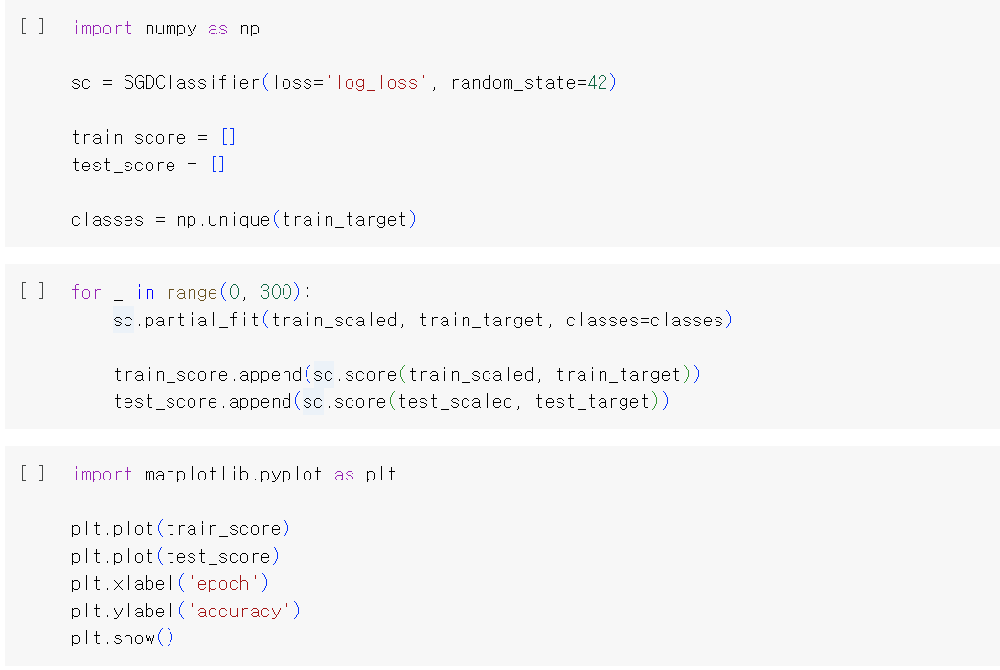 [ ] import numpy as np
sc = SGDClassifier(loss='log_loss', random_state=42)
train_score = []
test_score = []
classes = np.unique(train_target)
[ ] for _ in range(0, 300):
sc.partial_fit(train_scaled, train_target, classes=classes)
train_score.append(sc.score(train_scaled, train_target))
test_score.append(sc.score(test_scaled, test_target))
[ ] import matplotlib.pyplot as plt
plt.plot(train_score)
plt.plot(test_score)
plt.xlabel('epoch')
plt.ylabel('accuracy')
plt.show()